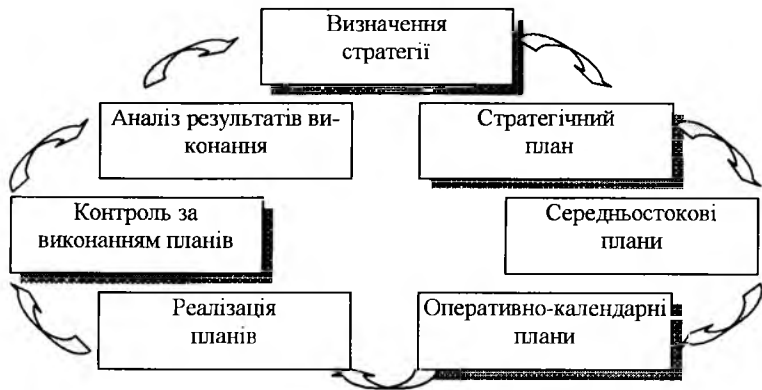 Визначення
стратегії
Аналіз результатів ви-
конання
Стратегічний
план
Контроль за
виконанням планів
Середньостокові
плани
Реалізація
планів
Оперативно-календарні
плани